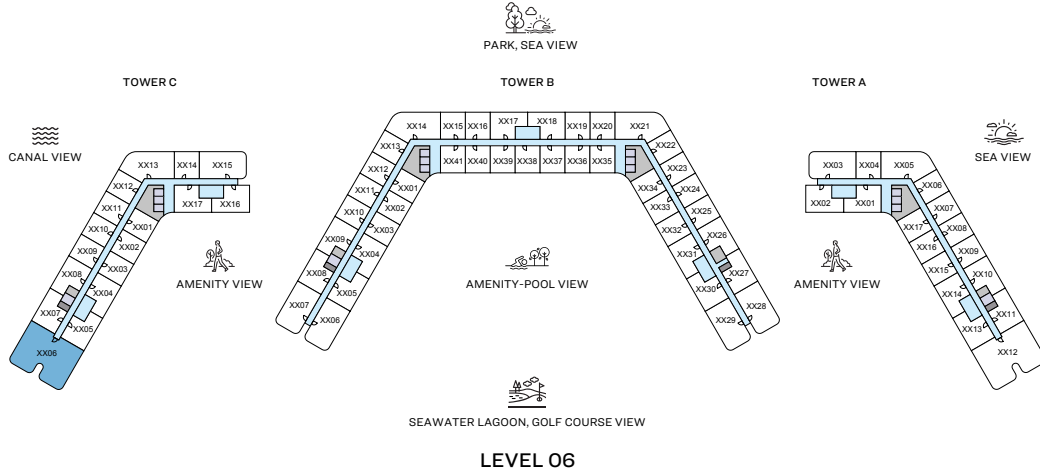 PARK, SEA VIEW
TOWER C
TOWER B
TOWER A
CANAL VIEW
SEA VIEW
XX13
XX14
XX15
XX12
XX11
XX10
XX09
XX08
XX07
XX06
XX05
XX04
XX03
XX02
XX01
XX17
XX16
AMENITY VIEW
XX14
XX15
XX16
XX17
XX18
XX19
XX20
XX21
XX13
XX12
XX11
XX10
XX09
XX08
XX07
XX06
XX05
XX04
XX03
XX02
XX01
XX41
XX40
XX39
XX38
XX37
XX36
XX35
XX34
XX33
XX32
XX31
XX30
XX29
XX22
XX23
XX24
XX25
XX26
XX27
XX28
AMENITY-POOL VIEW
XX03
XX04
XX05
XX02
XX01
XX06
XX07
XX08
XX09
XX10
XX11
XX12
XX17
XX16
XX15
XX14
XX13
AMENITY VIEW
SEAWATER LAGOON, GOLF COURSE VIEW
LEVEL 06